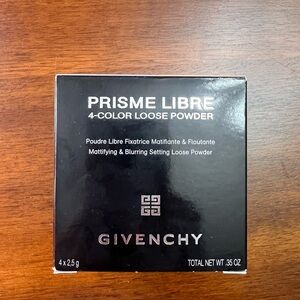 PRISME LIBRE
4-COLOR LOOSE POWDER
Poudre Libre Fixatrice Matifiante & Floutante
Mattifying & Blurring Setting Loose Powder
GIVENCHY
4 x 2,5 g TOTAL NET WT .35 OZ